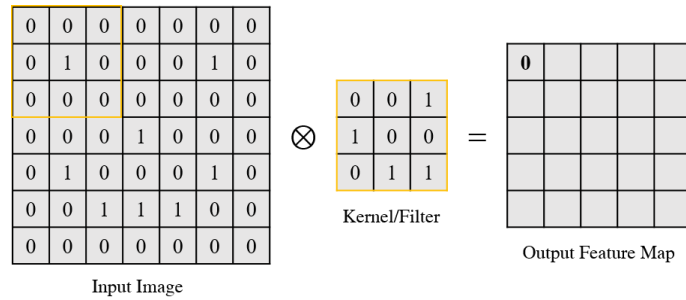 0 0 0 0 0 0 0
0 1 0 0 0 1 0
0 0 0 0 0 0 0
0 0 0 1 0 0 0
0 1 0 0 0 1 0
0 0 1 1 1 0 0
0 0 0 0 0 0 0
Input Image
⊗
0 0 1
1 0 0
0 1 1
Kernel/Filter
=
0
Output Feature Map